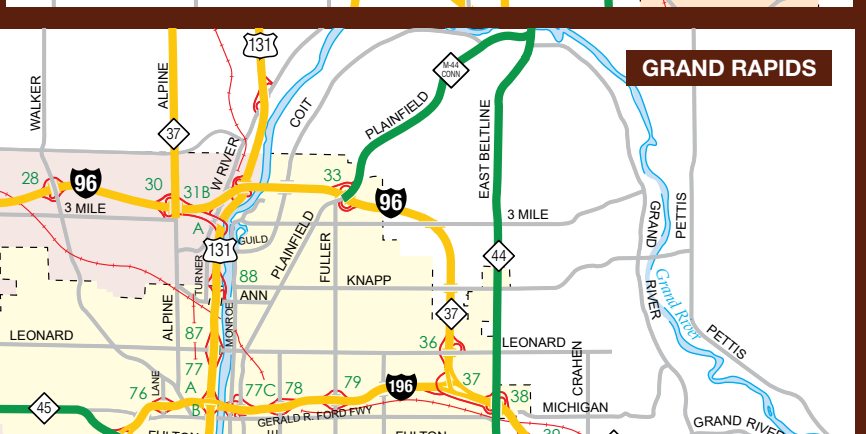 GRAND RAPIDS
131
M-44
CONN
WALKER
ALPINE
COIT
PLAINFIELD
EAST BELTLINE
37
W RIVER
28
96
30
31B
33
96
3 MILE
A
3 MILE
GRAND
PETTIS
131
GUILD
PLAINFIELD
FULLER
44
TURNER
88
ANN
KNAPP
Grand River
RIVER
ALPINE
MONROE
37
PETTIS
LEONARD
87
36
LEONARD
CRAHEN
77
A
LANE
76
B
77C
78
79
196
37
38
45
GERALD R. FORD FWY
MICHIGAN
GRAND RIVER
FULTON
FULTON
39